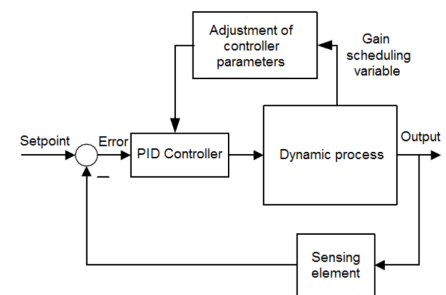 Adjustment of
controller
parameters
Gain
scheduling
variable
Setpoint
Error
PID Controller
Dynamic process
Output
Sensing
element